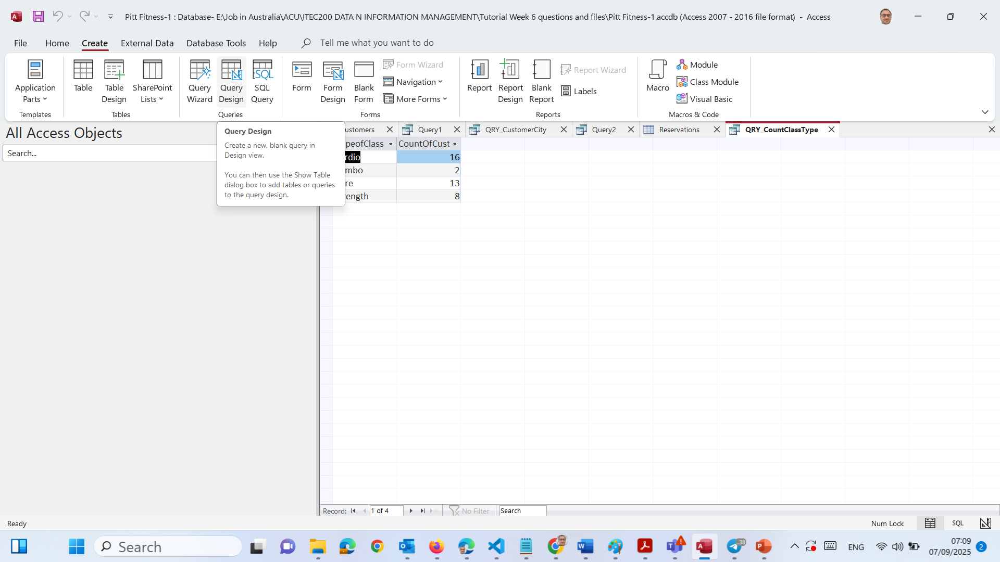 Pitt Fitness-1 : Database- E:\Job in Australia\ACU\ITEC200 DATA N INFORMATION MANAGEMENT\Tutorial Week 6 questions and files\Pitt Fitness-1.accdb (Access 2007 - 2016 file format) - Access
File Home Create External Data Database Tools Help Tell me what you want to do
Application Parts
Templates
Table
Table Design
SharePoint Lists
Tables
Query Wizard
Query Design
SQL Query
Queries
Form
Form Design
Blank Form
Form Wizard
Navigation
More Forms
Forms
Report
Report Design
Blank Report
Report Wizard
Labels
Reports
Macro
Module
Class Module
Visual Basic
Macros & Code
All Access Objects
Search...
Query Design
Create a new, blank query in
Design view.
You can then use the Show Table
dialog box to add tables or queries
to the query design.
ustomers Query1 QRY_CustomerCity Query2 Reservations QRY_CountClassType
peofClass CountOfCust
rdio 16
mbo 2
re 13
rength 8
Record: 1 of 4 No Filter Search
Ready Num Lock SQL
Search
.38
ENG
07:09
07/09/2025
2